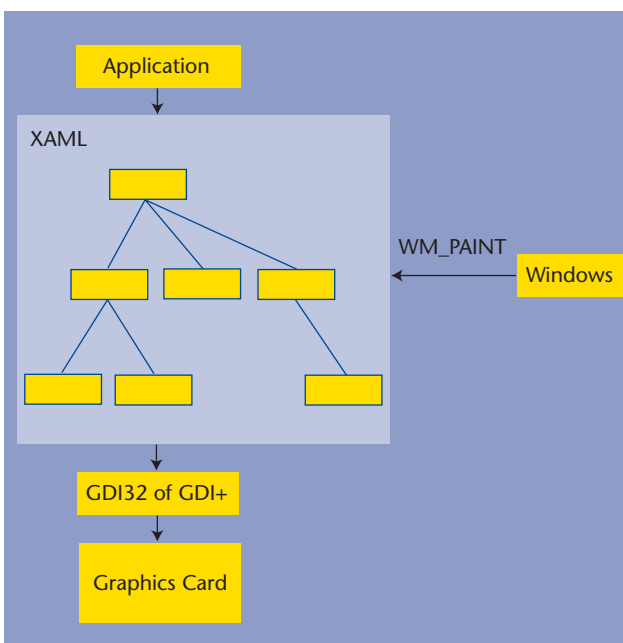 Application
XAML
WM_PAINT
Windows
GDI32 of GDI+
Graphics Card